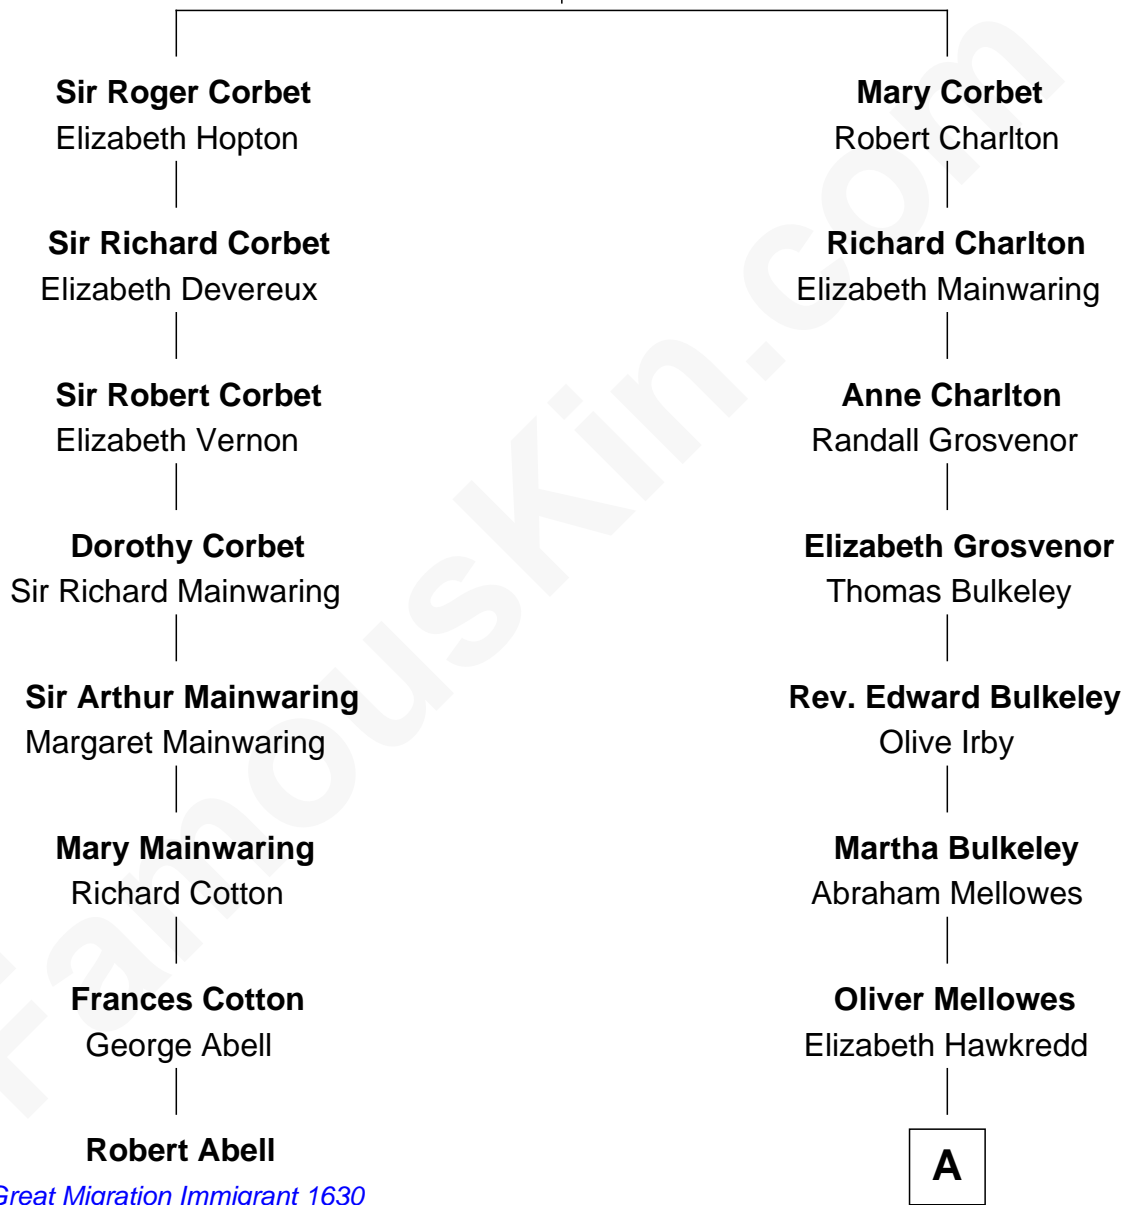 Sir Roger Corbet
Elizabeth Hopton
Mary Corbet
Robert Charlton
Sir Richard Corbet
Elizabeth Devereux
Richard Charlton
Elizabeth Mainwaring
Sir Robert Corbet
Elizabeth Vernon
Anne Charlton
Randall Grosvenor
Dorothy Corbet
Sir Richard Mainwaring
Elizabeth Grosvenor
Thomas Bulkeley
Sir Arthur Mainwaring
Margaret Mainwaring
Rev. Edward Bulkeley
Olive Irby
Mary Mainwaring
Richard Cotton
Martha Bulkeley
Abraham Mellowes
Frances Cotton
George Abell
Oliver Mellowes
Elizabeth Hawkredd
Robert Abell
Great Migration Immigrant 1630
A
FamousKin.com